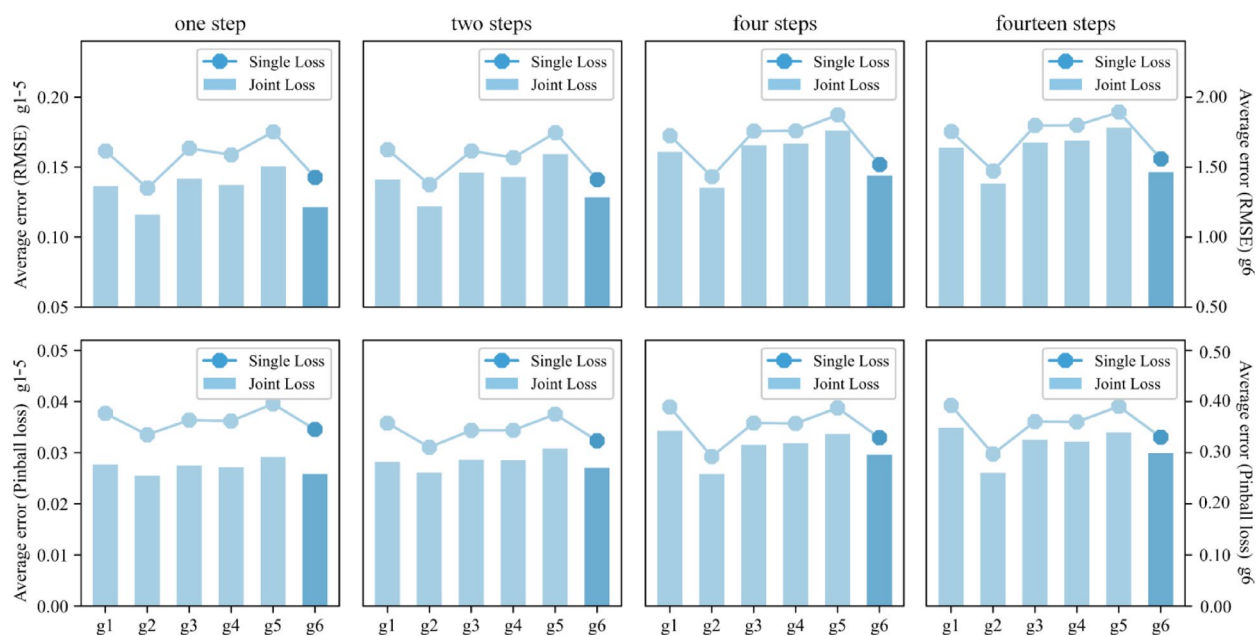 one step
two steps
four steps
fourteen steps
Single Loss
Joint Loss
Single Loss
Joint Loss
Single Loss
Joint Loss
Single Loss
Joint Loss
Average error (RMSE) g1-5
0.20
0.15
0.10
0.05
2.00
1.50
1.00
0.50
Average error (RMSE) g6
Single Loss
Joint Loss
Single Loss
Joint Loss
Single Loss
Joint Loss
Single Loss
Joint Loss
Average error (Pinball loss) g1-5
0.05
0.04
0.03
0.02
0.01
0.00
0.50
0.40
0.30
0.20
0.10
0.00
Average error (Pinball loss) g6
g1 g2 g3 g4 g5 g6
g1 g2 g3 g4 g5 g6
g1 g2 g3 g4 g5 g6
g1 g2 g3 g4 g5 g6